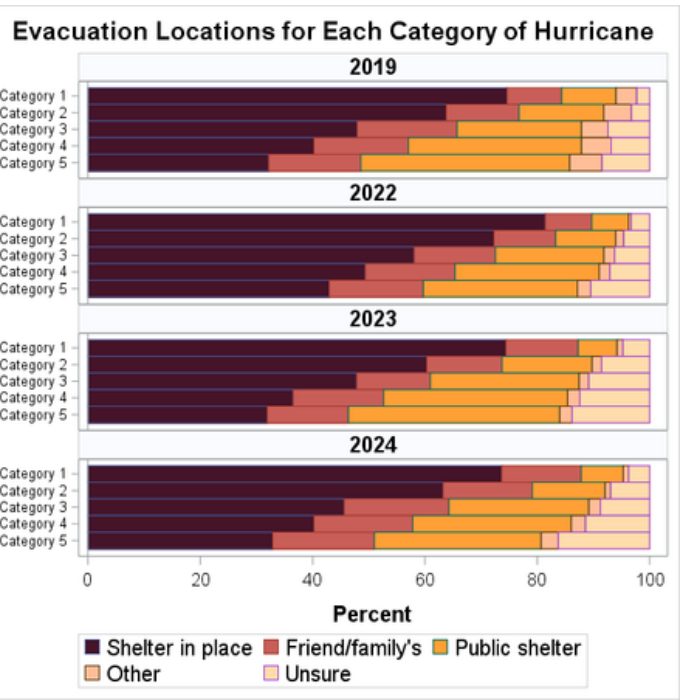 Evacuation Locations for Each Category of Hurricane
2019
Category 1
Category 2
Category 3
Category 4
Category 5
2022
Category 1
Category 2
Category 3
Category 4
Category 5
2023
Category 1
Category 2
Category 3
Category 4
Category 5
2024
Category 1
Category 2
Category 3
Category 4
Category 5
0 20 40 60 80 100
Percent
Shelter in place Friend/family's Public shelter
Other Unsure